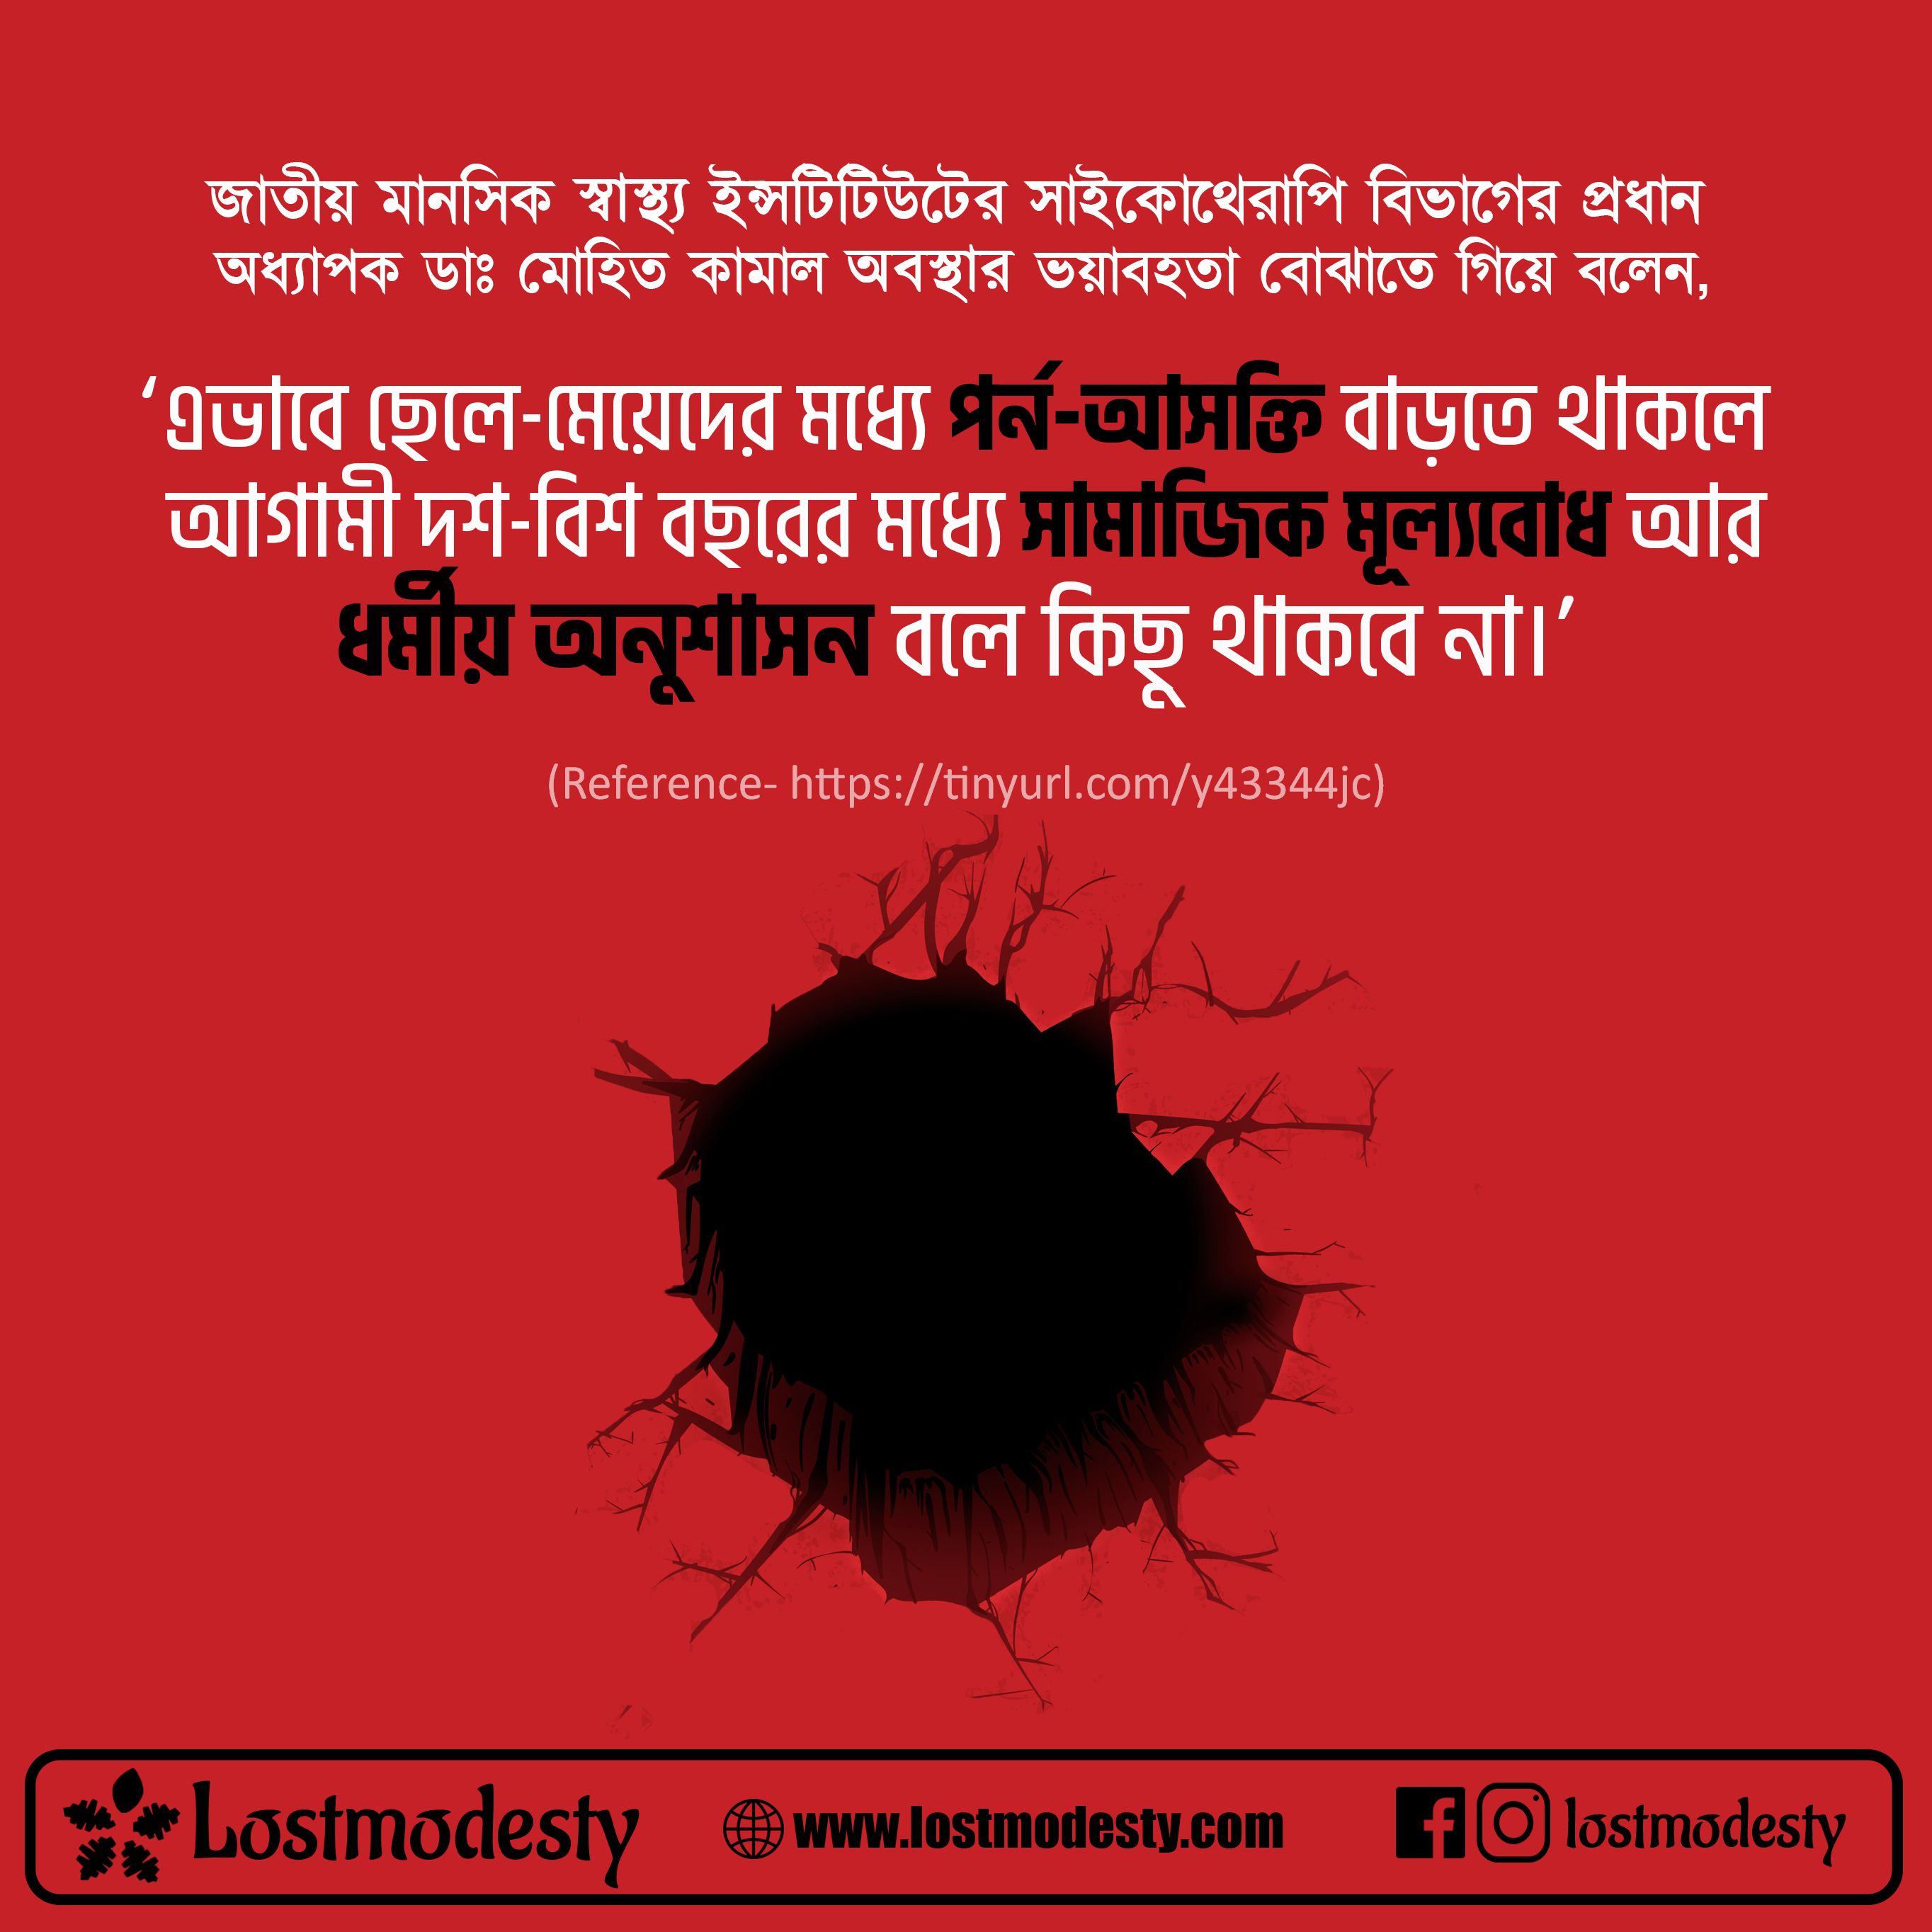 জাতীয় মানসিক স্বাস্থ্য ইন্সটিটিউটের সাইকোথেরাপি বিভাগের প্রধান
অধ্যাপক ডাঃ মোহিত কামাল অবস্থার ভয়াবহতা বোঝাতে গিয়ে বলেন,
‘এভাবে ছেলে-মেয়েদের মধ্যে পর্ন-আসক্তি বাড়তে থাকলে
আগামী দশ-বিশ বছরের মধ্যে সামাজিক মূল্যবোধ আর
ধর্মীয় অনুশাসন বলে কিছু থাকবে না।’
(Reference- https://tinyurl.com/y43344jc)
Lostmodesty www.lostmodesty.com lostmodesty